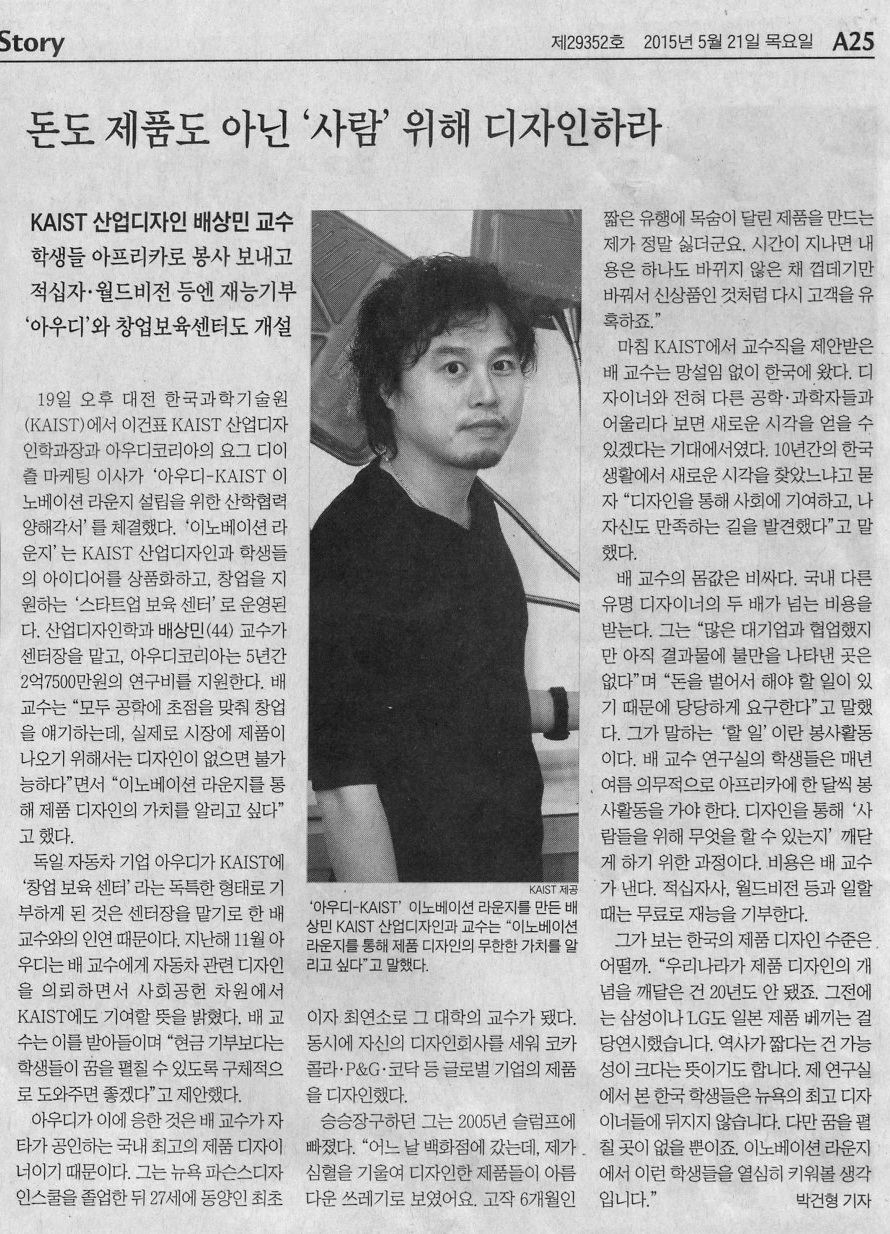 Story
제29352호 2015년 5월 21일 목요일 A25
돈도 제품도 아닌 ‘사람’ 위해 디자인하라
KAIST 산업디자인 배상민 교수
학생들 아프리카로 봉사 보내고
적십자·월드비전 등엔 재능기부
‘아우디’와 창업보육센터도 개설
19일 오후 대전 한국과학기술원
(KAIST)에서 이건표 KAIST 산업디자
인학과장과 아우디코리아의 요그 디이
츨 마케팅 이사가 ‘아우디-KAIST 이
노베이션 라운지 설립을 위한 산학협력
양해각서’를 체결했다. ‘이노베이션 라
운지’는 KAIST 산업디자인과 학생들
의 아이디어를 상품화하고, 창업을 지
원하는 ‘스타트업 보육 센터’로 운영된
다. 산업디자인학과 배상민(44) 교수가
센터장을 맡고, 아우디코리아는 5년간
2억7500만원의 연구비를 지원한다. 배
교수는 “모두 공학에 초점을 맞춰 창업
을 얘기하는데, 실제로 시장에 제품이
나오기 위해서는 디자인이 없으면 불가
능하다”면서 “이노베이션 라운지를 통
해 제품 디자인의 가치를 알리고 싶다”
고 했다.
독일 자동차 기업 아우디가 KAIST에
‘창업 보육 센터’라는 독특한 형태로 기
부하게 된 것은 센터장을 맡기로 한 배
교수와의 인연 때문이다. 지난해 11월 아
우디는 배 교수에게 자동차 관련 디자인
을 의뢰하면서 사회공헌 차원에서
KAIST에도 기여할 뜻을 밝혔다. 배 교
수는 이를 받아들이며 “현금 기부보다는
학생들이 꿈을 펼칠 수 있도록 구체적으
로 도와주면 좋겠다”고 제안했다.
아우디가 이에 응한 것은 배 교수가 자
타가 공인하는 국내 최고의 제품 디자이
너이기 때문이다. 그는 뉴욕 파슨스디자
인스쿨을 졸업한 뒤 27세에 동양인 최초
KAIST 제공
‘아우디-KAIST’ 이노베이션 라운지를 만든 배
상민 KAIST 산업디자인과 교수는 “이노베이션
라운지를 통해 제품 디자인의 무한한 가치를 알
리고 싶다”고 말했다.
이자 최연소로 그 대학의 교수가 됐다.
동시에 자신의 디자인회사를 세워 코카
콜라·P&G·코닥 등 글로벌 기업의 제품
을 디자인했다.
승승장구하던 그는 2005년 슬럼프에
빠졌다. “어느 날 백화점에 갔는데, 제가
심혈을 기울여 디자인한 제품들이 아름
다운 쓰레기로 보였어요. 고작 6개월인
짧은 유행에 목숨이 달린 제품을 만드는
제가 정말 싫더군요. 시간이 지나면 내
용은 하나도 바뀌지 않은 채 껍데기만
바꿔서 신상품인 것처럼 다시 고객을 유
혹하죠.”
마침 KAIST에서 교수직을 제안받은
배 교수는 망설임 없이 한국에 왔다. 디
자이너와 전혀 다른 공학·과학자들과
어울리다 보면 새로운 시각을 얻을 수
있겠다는 기대에서였다. 10년간의 한국
생활에서 새로운 시각을 찾았느냐고 묻
자 “디자인을 통해 사회에 기여하고, 나
자신도 만족하는 길을 발견했다”고 말
했다.
배 교수의 몸값은 비싸다. 국내 다른
유명 디자이너의 두 배가 넘는 비용을
받는다. 그는 “많은 대기업과 협업했지
만 아직 결과물에 불만을 나타낸 곳은
없다”며 “돈을 벌어서 해야 할 일이 있
기 때문에 당당하게 요구한다”고 말했
다. 그가 말하는 ‘할 일’이란 봉사활동
이다. 배 교수 연구실의 학생들은 매년
여름 의무적으로 아프리카에 한 달씩 봉
사활동을 가야 한다. 디자인을 통해 ‘사
람들을 위해 무엇을 할 수 있는지’ 깨닫
게 하기 위한 과정이다. 비용은 배 교수
가 낸다. 적십자사, 월드비전 등과 일할
때는 무료로 재능을 기부한다.
그가 보는 한국의 제품 디자인 수준은
어떨까. “우리나라가 제품 디자인의 개
념을 깨달은 건 20년도 안 됐죠. 그전에
는 삼성이나 LG도 일본 제품 베끼는 걸
당연시했습니다. 역사가 짧다는 건 가능
성이 크다는 뜻이기도 합니다. 제 연구실
에서 본 한국 학생들은 뉴욕의 최고 디자
이너들에 뒤지지 않습니다. 다만 꿈을 펼
칠 곳이 없을 뿐이죠. 이노베이션 라운지
에서 이런 학생들을 열심히 키워볼 생각
입니다.” 박건형 기자